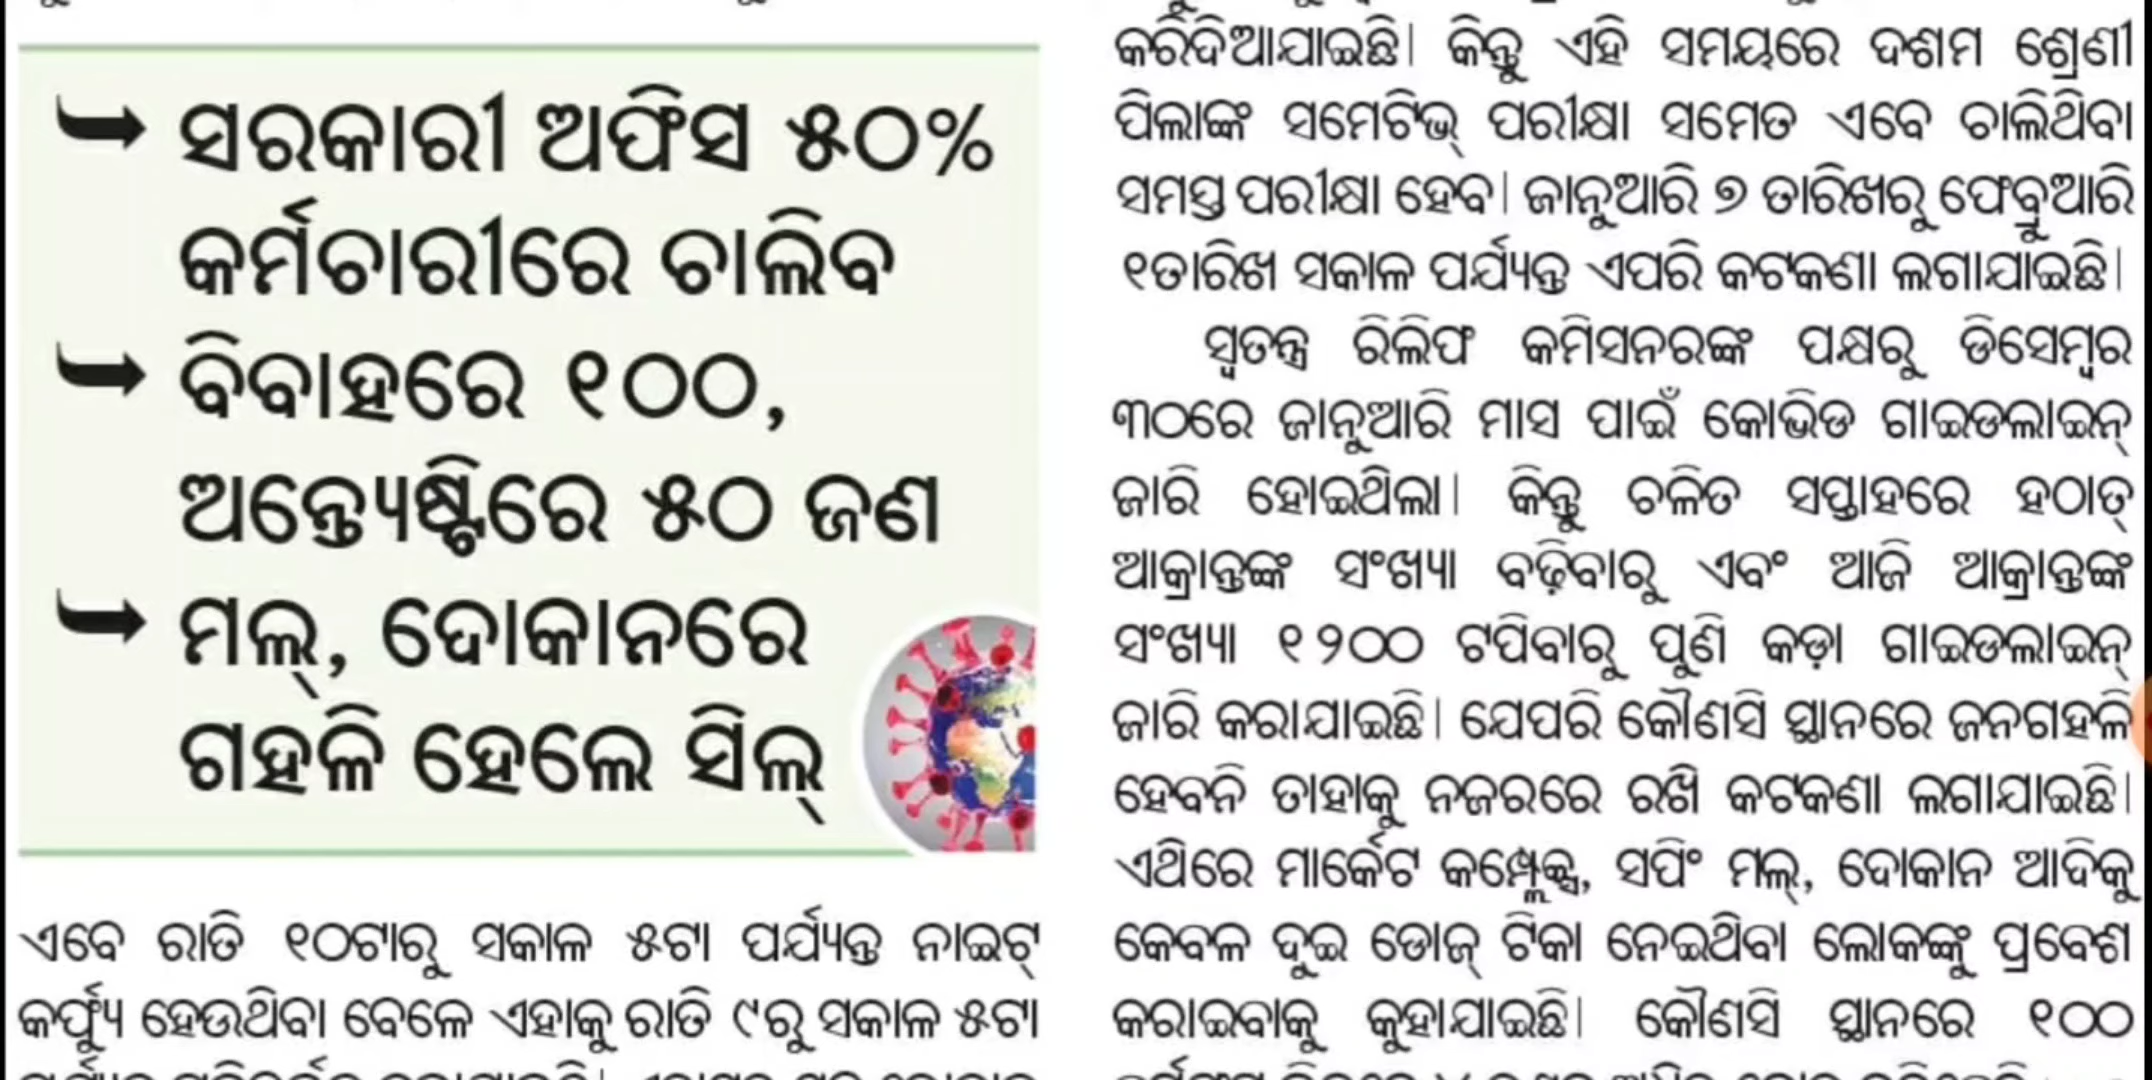 ସରକାରୀ ଅଫିସ ୫୦%
କର୍ମଚାରୀରେ ଚାଲିବ
ବିବାହରେ ୧୦୦,
ଅନ୍ତ୍ୟେଷ୍ଟିରେ ୫୦ ଜଣ
ମଲ୍, ଦୋକାନରେ
ଗହଳି ହେଲେ ସିଲ୍
ଏବେ ରାତି ୧୦ଟାରୁ ସକାଳ ୫ଟା ପର୍ଯ୍ୟନ୍ତ ନାଇଟ୍
କର୍ଫ୍ୟୁ ହେଉଥିବା ବେଳେ ଏହାକୁ ରାତି ୯ରୁ ସକାଳ ୫ଟା
କରିଦିଆଯାଇଛି। କିନ୍ତୁ ଏହି ସମୟରେ ଦଶମ ଶ୍ରେଣୀ
ପିଲାଙ୍କ ସମେଟିଭ୍ ପରୀକ୍ଷା ସମେତ ଏବେ ଚାଲିଥିବା
ସମସ୍ତ ପରୀକ୍ଷା ହେବ। ଜାନୁଆରି ୭ ତାରିଖରୁ ଫେବ୍ରୁଆରି
୧ତାରିଖ ସକାଳ ପର୍ଯ୍ୟନ୍ତ ଏପରି କଟକଣା ଲଗାଯାଇଛି।
ସ୍ୱତନ୍ତ୍ର ରିଲିଫ କମିସନରଙ୍କ ପକ୍ଷରୁ ଡିସେମ୍ବର
୩୦ରେ ଜାନୁଆରି ମାସ ପାଇଁ କୋଭିଡ ଗାଇଡଲାଇନ୍
ଜାରି ହୋଇଥିଲା। କିନ୍ତୁ ଚଳିତ ସପ୍ତାହରେ ହଠାତ୍
ଆକ୍ରାନ୍ତଙ୍କ ସଂଖ୍ୟା ବଢ଼ିବାରୁ ଏବଂ ଆଜି ଆକ୍ରାନ୍ତଙ୍କ
ସଂଖ୍ୟା ୧୨୦୦ ଟପିବାରୁ ପୁଣି କଡ଼ା ଗାଇଡଲାଇନ୍
ଜାରି କରାଯାଇଛି। ଯେପରି କୌଣସି ସ୍ଥାନରେ ଜନଗହଳି
ହେବନି ତାହାକୁ ନଜରରେ ରଖି କଟକଣା ଲଗାଯାଇଛି।
ଏଥିରେ ମାର୍କେଟ କମ୍ପ୍ଲେକ୍ସ, ସପିଂ ମଲ୍, ଦୋକାନ ଆଦିକୁ
କେବଳ ଦୁଇ ଡୋଜ୍ ଟିକା ନେଇଥିବା ଲୋକଙ୍କୁ ପ୍ରବେଶ
କରାଇବାକୁ କୁହାଯାଇଛି। କୌଣସି ସ୍ଥାନରେ ୧୦୦